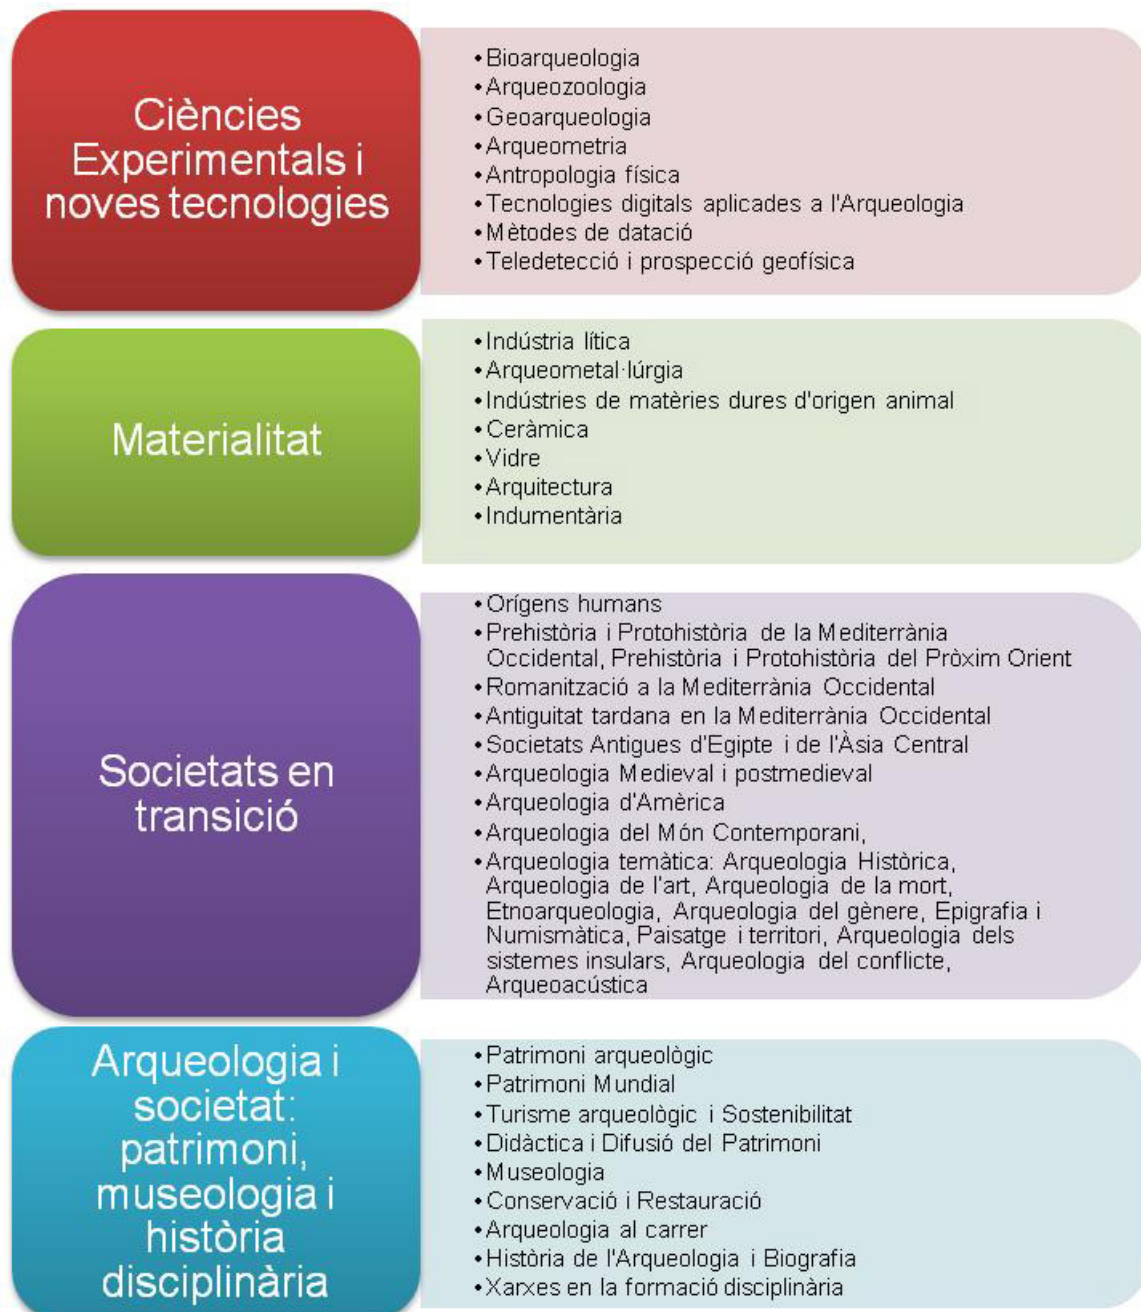 Ciències
Experimentals i
noves tecnologies
•Bioarqueologia
•Arqueozoologia
•Geoarqueologia
•Arqueometria
•Antropologia física
•Tecnologies digitals aplicades a l'Arqueologia
•Mètodes de datació
•Teledetecció i prospecció geofísica
Materialitat
•Indústria lítica
•Arqueometal·lúrgia
•Indústries de matèries dures d'origen animal
•Ceràmica
•Vidre
•Arquitectura
•Indumentària
Societats en
transició
•Orígens humans
•Prehistòria i Protohistòria de la Mediterrània
Occidental, Prehistòria i Protohistòria del Pròxim Orient
•Romanització a la Mediterrània Occidental
•Antiguitat tardana en la Mediterrània Occidental
•Societats Antigues d'Egipte i de l'Àsia Central
•Arqueologia Medieval i postmedieval
•Arqueologia d'Amèrica
•Arqueologia del Món Contemporani,
•Arqueologia temàtica: Arqueologia Històrica,
Arqueologia de l'art, Arqueologia de la mort,
Etnoarqueologia, Arqueologia del gènere, Epigrafia i
Numismàtica, Paisatge i territori, Arqueologia dels
sistemes insulars, Arqueologia del conflicte,
Arqueoacústica
Arqueologia i
societat:
patrimoni,
museologia i
història
disciplinària
•Patrimoni arqueològic
•Patrimoni Mundial
•Turisme arqueològic i Sostenibilitat
•Didàctica i Difusió del Patrimoni
•Museologia
•Conservació i Restauració
•Arqueologia al carrer
•Història de l'Arqueologia i Biografia
•Xarxes en la formació disciplinària